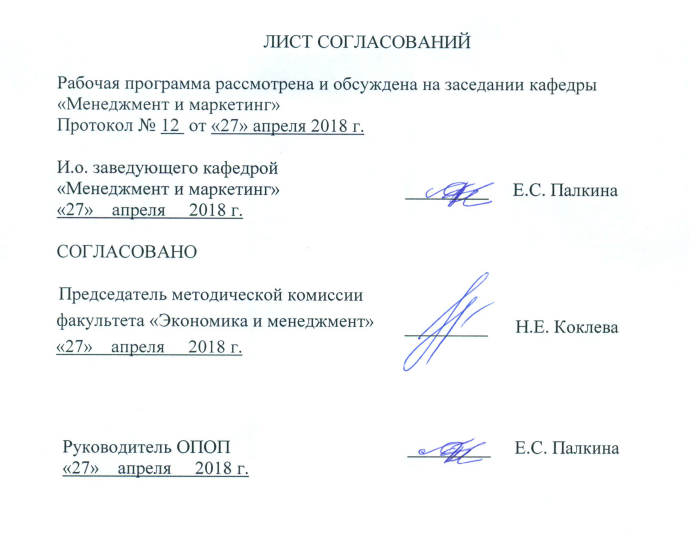 ЛИСТ СОГЛАСОВАНИЙ
Рабочая программа рассмотрена и обсуждена на заседании кафедры
«Менеджмент и маркетинг»
Протокол № 12 от «27» апреля 2018 г.
И.о. заведующего кафедрой
«Менеджмент и маркетинг»
«27» апреля 2018 г.
Е.С. Палкина
СОГЛАСОВАНО
Председатель методической комиссии
факультета «Экономика и менеджмент»
«27» апреля 2018 г.
Н.Е. Коклева
Руководитель ОПОП
«27» апреля 2018 г.
Е.С. Палкина